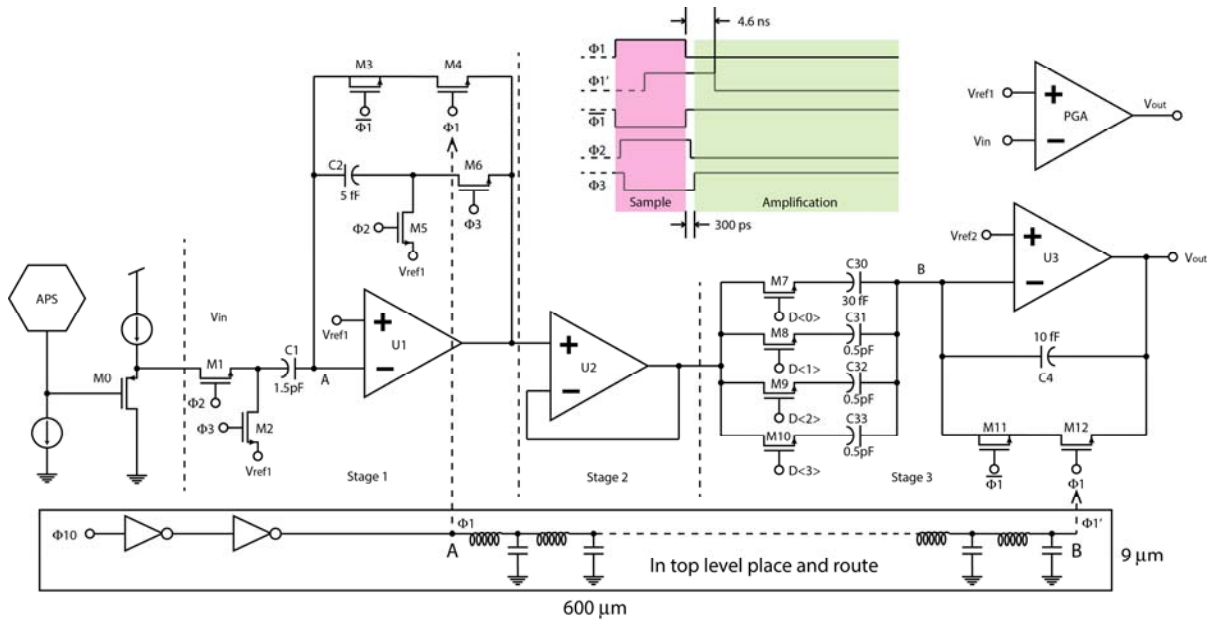 4.6 ns
Φ1
Φ1'
Φ1
Φ2
Φ3
Sample
Amplification
300 ps
Vref1
Vin
+
−
PGA
Vout
M3
M4
Φ1
Φ1
C2
5 fF
M6
Φ3
Φ2
M5
Vref1
APS
M0
Vin
M1
Φ2
C1
1.5pF
Φ3
M2
Vref1
A
Vref1
+
−
U1
Stage 1
+
−
U2
Stage 2
M7
C30
30 fF
D<0>
M8
C31
0.5pF
D<1>
M9
C32
0.5pF
D<2>
M10
C33
0.5pF
D<3>
Stage 3
B
Vref2
+
−
U3
Vout
10 fF
C4
M11
M12
Φ1
Φ1
Φ10
Φ1
A
In top level place and route
Φ1'
B
9 µm
600 µm